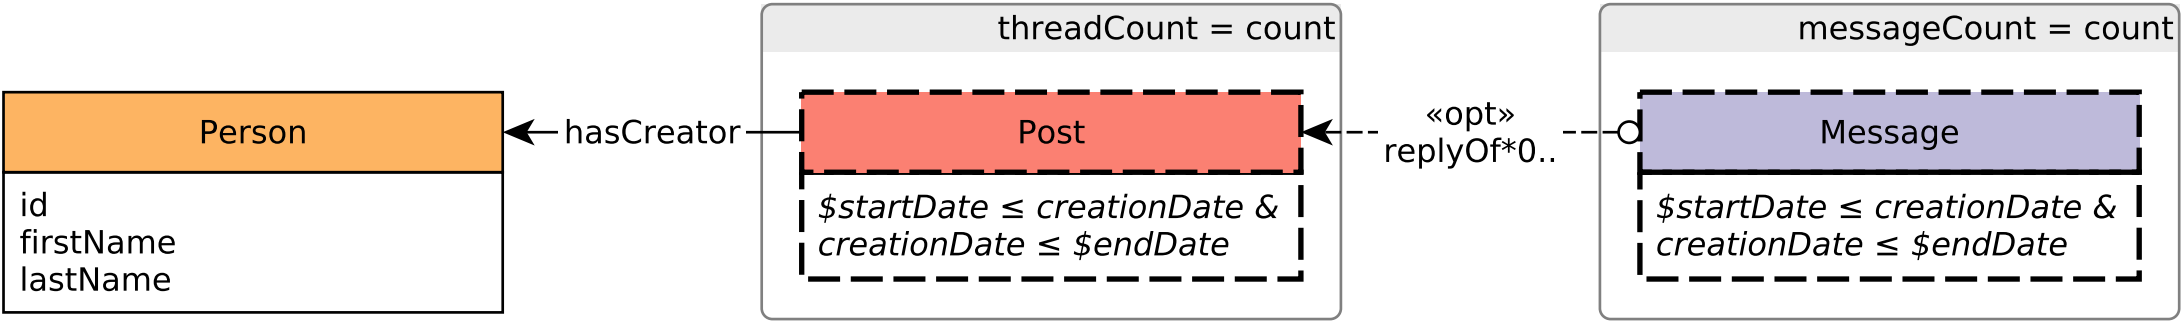 threadCount = count
messageCount = count
Person
hasCreator
Post
«opt»
replyOf*0..
Message
id
firstName
lastName
$startDate ≤ creationDate &
creationDate ≤ $endDate
$startDate ≤ creationDate &
creationDate ≤ $endDate